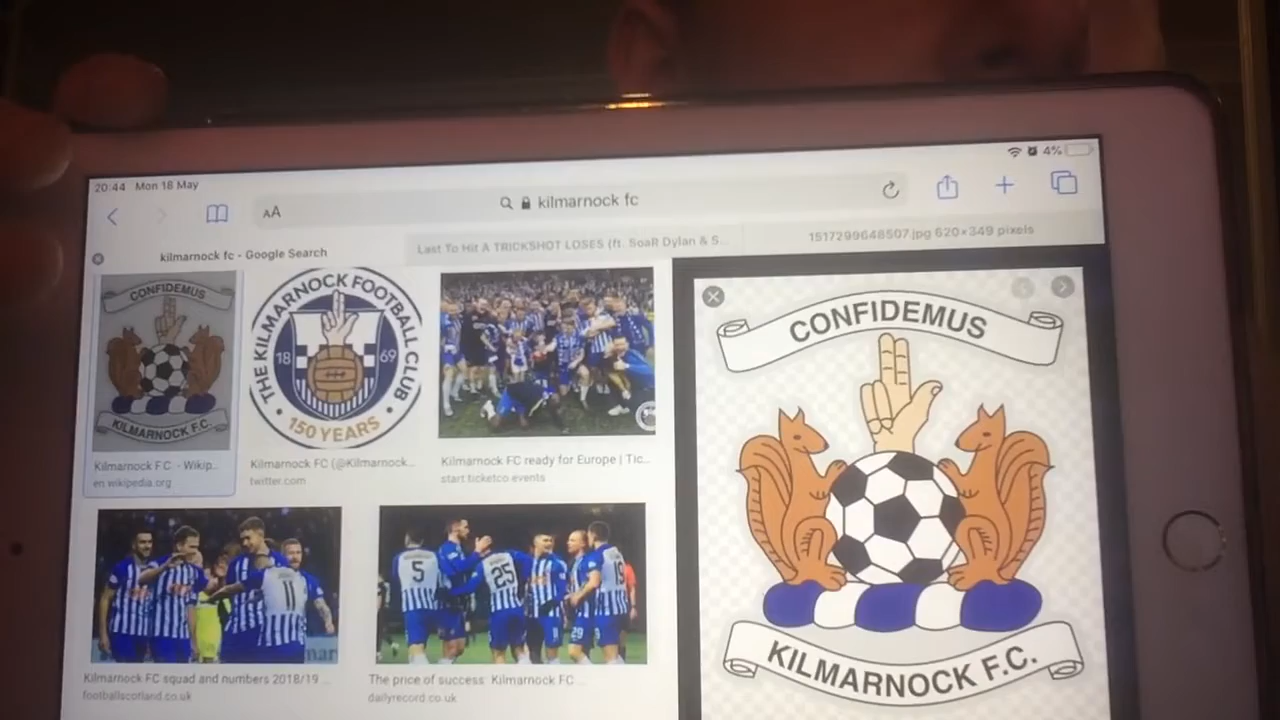 20:44 Mon 18 May
4%
AA
kilmarnock fc
kilmarnock fc - Google Search
Last To Hit A TRICKSHOT LOSES (ft. SoaR Dylan & S...
1517299648507.jpg 620×349 pixels
CONFIDEMUS
KILMARNOCK F.C.
Kilmarnock F.C. - Wikip...
en.wikipedia.org
THE KILMARNOCK FOOTBALL CLUB
18 69
150 YEARS
Kilmarnock FC (@Kilmarnock...
twitter.com
Kilmarnock FC ready for Europe | Tic...
start.ticketco.events
11
Kilmarnock FC squad and numbers 2018/19 ...
footballscotland.co.uk
5
25
19
29
The price of success: Kilmarnock FC ...
dailyrecord.co.uk
CONFIDEMUS
KILMARNOCK F.C.